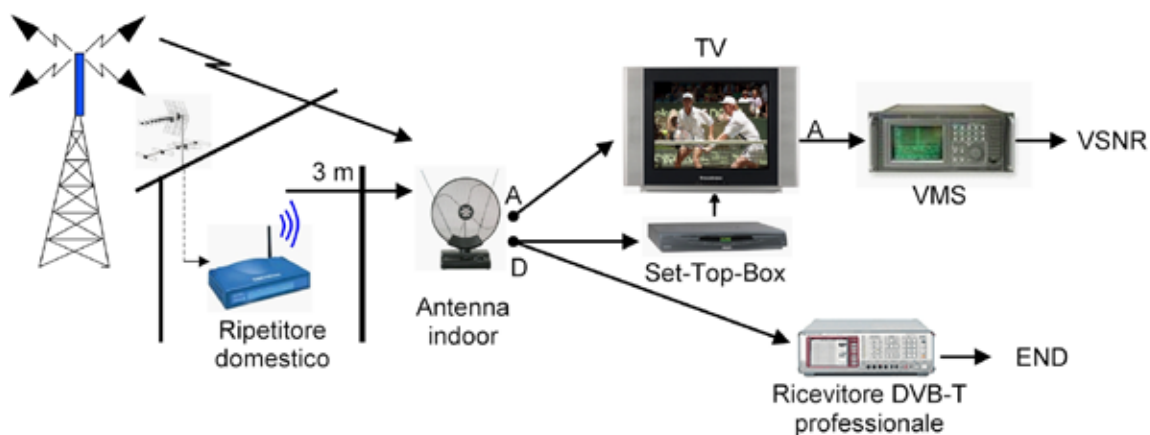 TV
3 m
A
A
VSNR
VMS
D
Set-Top-Box
Antenna
indoor
Ripetitore
domestico
END
Ricevitore DVB-T
professionale